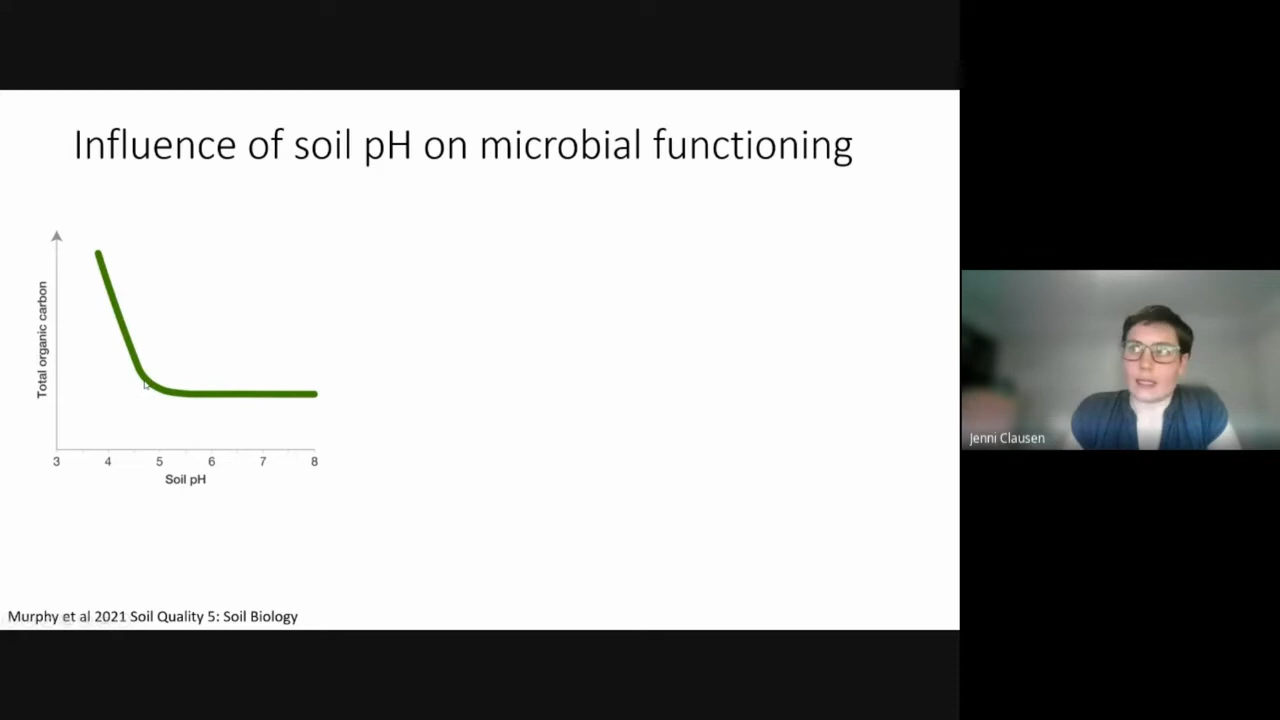 Influence of soil pH on microbial functioning
Total organic carbon
3 4 5 6 7 8
Soil pH
Jenni Clausen
Murphy et al 2021 Soil Quality 5: Soil Biology